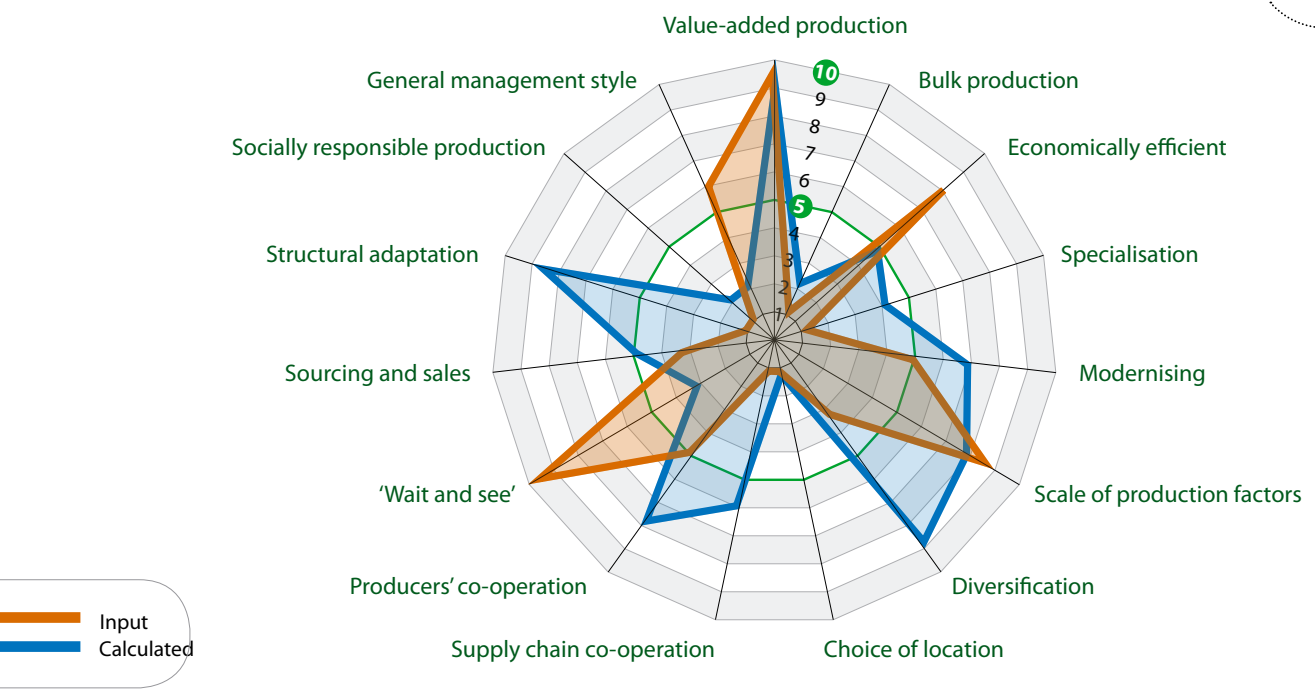 Value-added production
General management style
Bulk production
Socially responsible production
Economically efficient
Structural adaptation
Specialisation
Sourcing and sales
Modernising
‘Wait and see’
Scale of production factors
Producers’ co-operation
Diversification
Supply chain co-operation
Choice of location
10
9
8
7
6
5
4
3
2
1
Input
Calculated